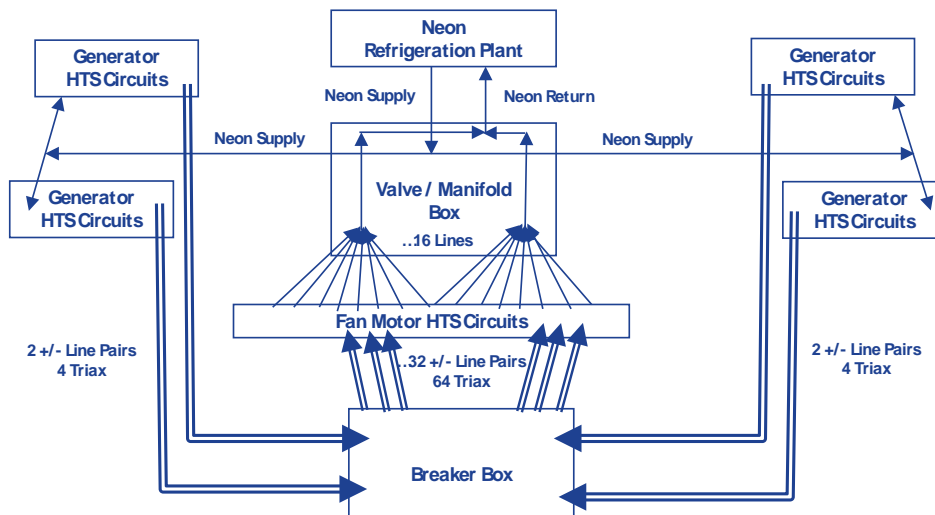 Neon
Refrigeration Plant
Generator
HTS Circuits
Generator
HTS Circuits
Neon Supply
Neon Return
Neon Supply
Neon Supply
Generator
HTS Circuits
Valve / Manifold
Box
Generator
HTS Circuits
...16 Lines
Fan Motor HTS Circuits
2 +/- Line Pairs
4 Triax
...32 +/- Line Pairs
64 Triax
2 +/- Line Pairs
4 Triax
Breaker Box